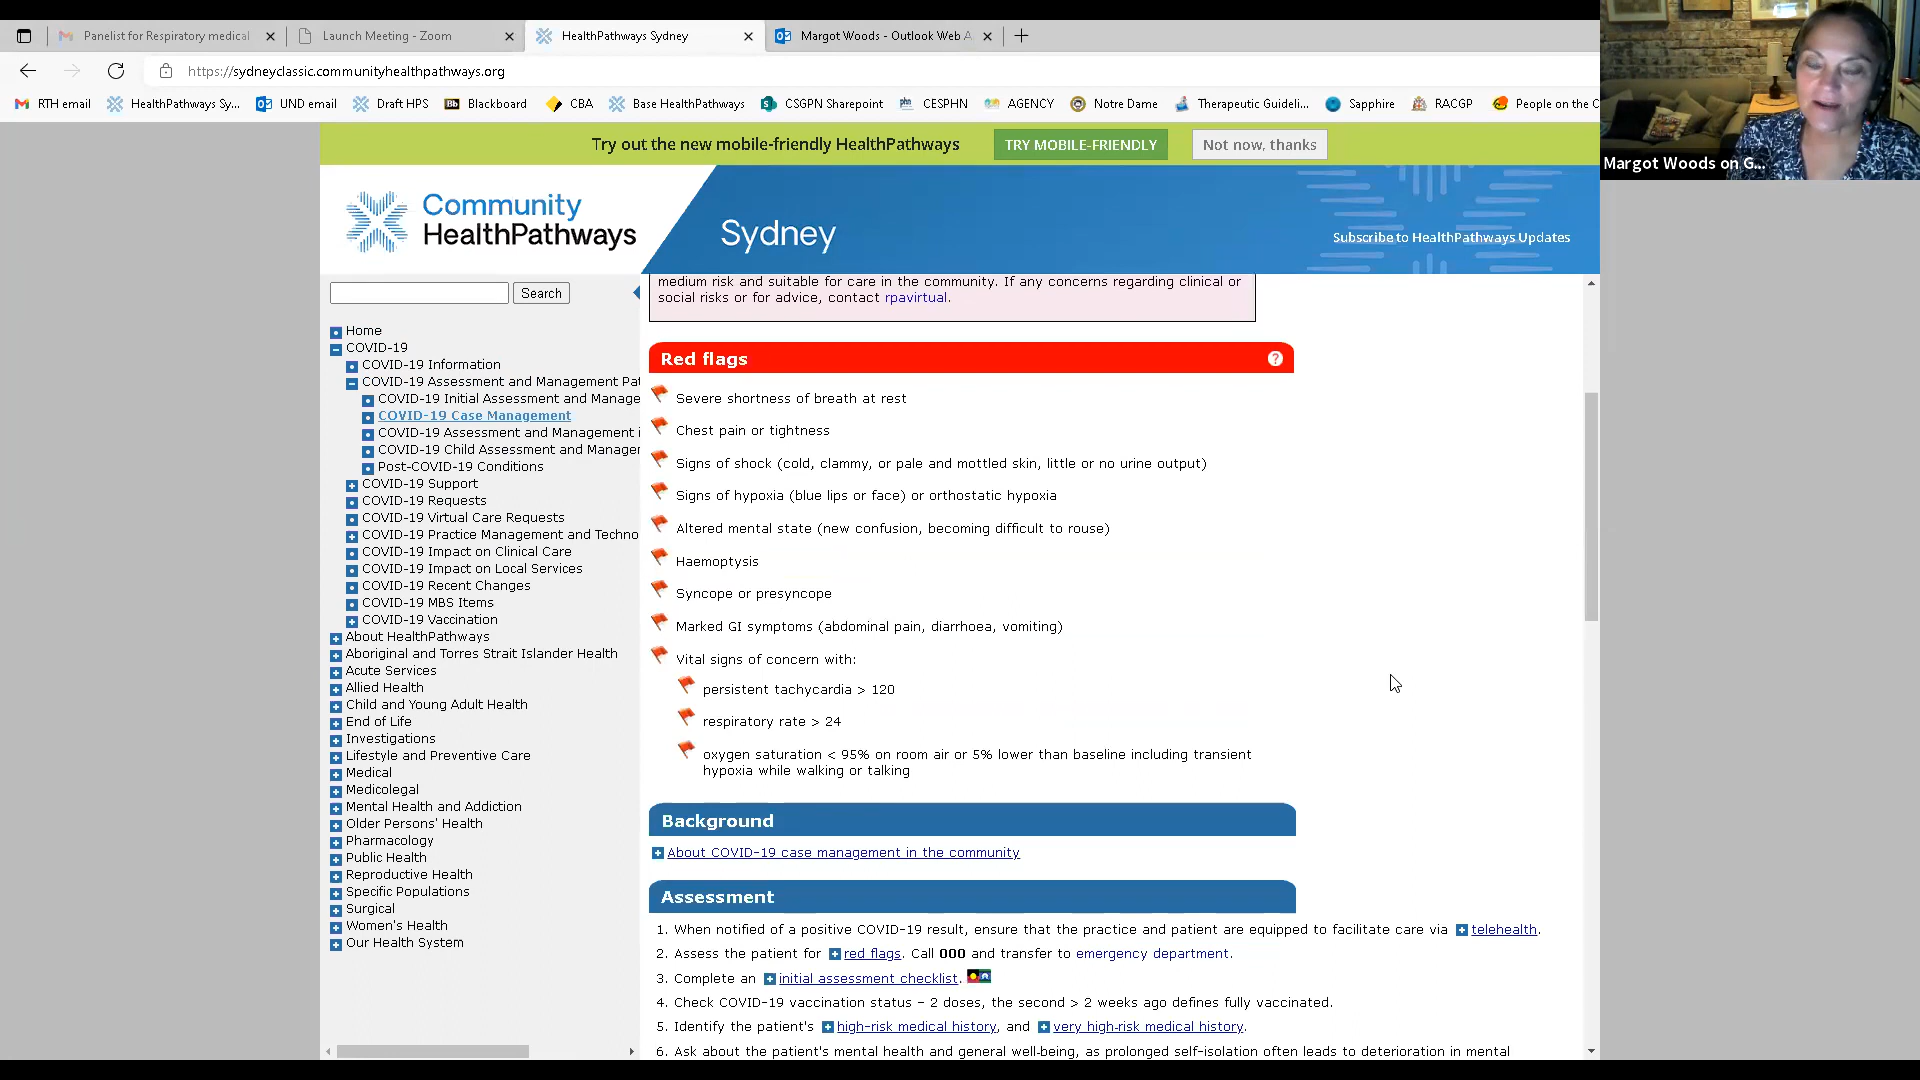 Panelist for Respiratory medical
Launch Meeting - Zoom
HealthPathways Sydney
Margot Woods - Outlook Web A
https://sydneyclassic.communityhealthpathways.org
RTH email
HealthPathways Sy...
UND email
Draft HPS
Bb Blackboard
CBA
Base HealthPathways
CSGPN Sharepoint
phn CESPHN
AGENCY
Notre Dame
Therapeutic Guideli...
Sapphire
RACGP
People on the C
Margot Woods on G...
Try out the new mobile-friendly HealthPathways
TRY MOBILE-FRIENDLY
Not now, thanks
Community
HealthPathways
Sydney
Subscribe to HealthPathways Updates
Search
Home
COVID-19
COVID-19 Information
COVID-19 Assessment and Management Pat
COVID-19 Initial Assessment and Manage
COVID-19 Case Management
COVID-19 Assessment and Management i
COVID-19 Child Assessment and Manager
Post-COVID-19 Conditions
COVID-19 Support
COVID-19 Requests
COVID-19 Virtual Care Requests
COVID-19 Practice Management and Techno
COVID-19 Impact on Clinical Care
COVID-19 Impact on Local Services
COVID-19 Recent Changes
COVID-19 MBS Items
COVID-19 Vaccination
About HealthPathways
Aboriginal and Torres Strait Islander Health
Acute Services
Allied Health
Child and Young Adult Health
End of Life
Investigations
Lifestyle and Preventive Care
Medical
Medicolegal
Mental Health and Addiction
Older Persons' Health
Pharmacology
Public Health
Reproductive Health
Specific Populations
Surgical
Women's Health
Our Health System
medium risk and suitable for care in the community. If any concerns regarding clinical or
social risks or for advice, contact rpavirtual.
Red flags
?
Severe shortness of breath at rest
Chest pain or tightness
Signs of shock (cold, clammy, or pale and mottled skin, little or no urine output)
Signs of hypoxia (blue lips or face) or orthostatic hypoxia
Altered mental state (new confusion, becoming difficult to rouse)
Haemoptysis
Syncope or presyncope
Marked GI symptoms (abdominal pain, diarrhoea, vomiting)
Vital signs of concern with:
persistent tachycardia > 120
respiratory rate > 24
oxygen saturation < 95% on room air or 5% lower than baseline including transient
hypoxia while walking or talking
Background
About COVID-19 case management in the community
Assessment
1. When notified of a positive COVID-19 result, ensure that the practice and patient are equipped to facilitate care via telehealth.
2. Assess the patient for red flags. Call 000 and transfer to emergency department.
3. Complete an initial assessment checklist.
4. Check COVID-19 vaccination status – 2 doses, the second > 2 weeks ago defines fully vaccinated.
5. Identify the patient's high-risk medical history, and very high-risk medical history.
6. Ask about the patient's mental health and general well-being, as prolonged self-isolation often leads to deterioration in mental